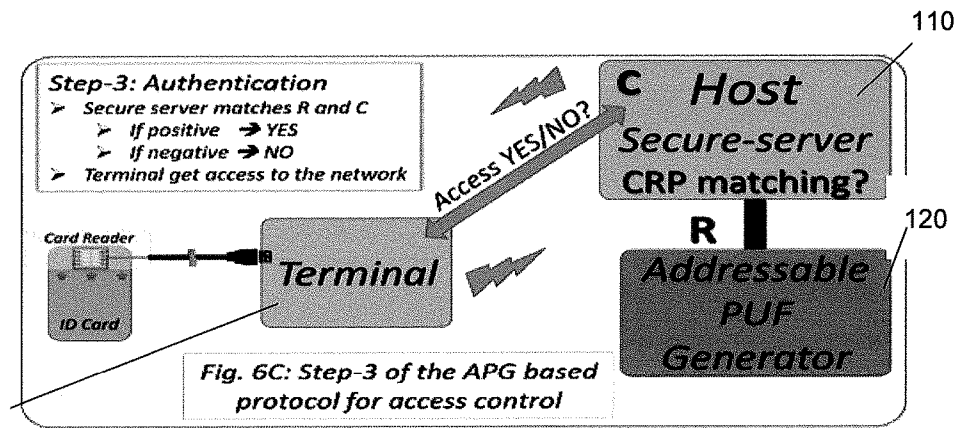 110
Step-3: Authentication
➢ Secure server matches R and C
➢ If positive ➔ YES
➢ If negative ➔ NO
➢ Terminal get access to the network
C
Host
Secure-server
CRP matching?
Access YES/NO?
R
120
Card Reader
ID Card
Terminal
Addressable
PUF
Generator
Fig. 6C: Step-3 of the APG based
protocol for access control